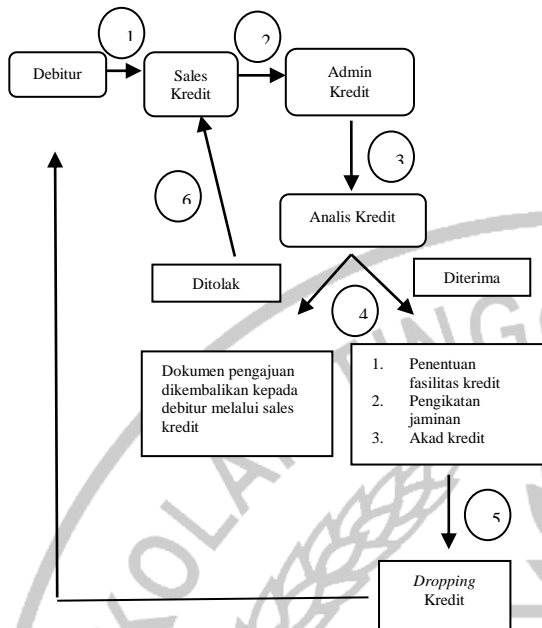 1
2
Debitur
Sales
Kredit
Admin
Kredit
3
Analis Kredit
6
Ditolak
Diterima
4
Dokumen pengajuan
dikembalikan kepada
debitur melalui sales
kredit
1. Penentuan
fasilitas kredit
2. Pengikatan
jaminan
3. Akad kredit
5
Dropping
Kredit